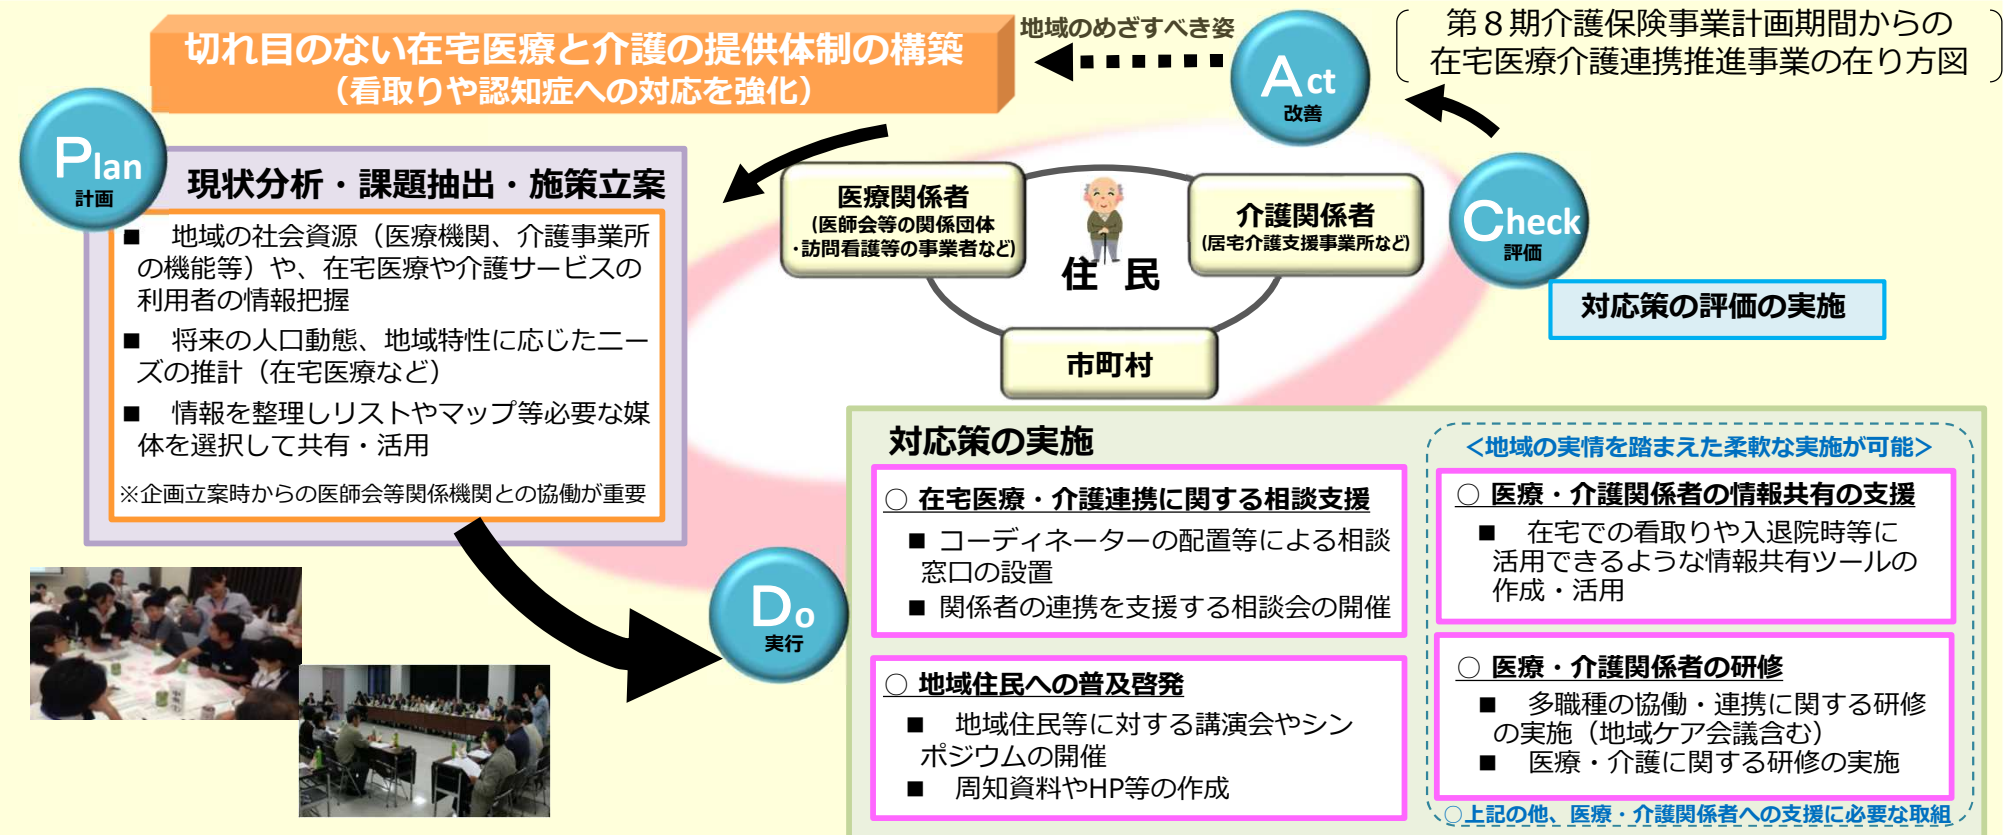 切れ目のない在宅医療と介護の提供体制の構築
（看取りや認知症への対応を強化）
地域のめざすべき姿
Act
改善
第８期介護保険事業計画期間からの
在宅医療介護連携推進事業の在り方図
Plan
計画
現状分析・課題抽出・施策立案
■　地域の社会資源（医療機関、介護事業所
の機能等）や、在宅医療や介護サービスの
利用者の情報把握
■　将来の人口動態、地域特性に応じたニー
ズの推計（在宅医療など）
■　情報を整理しリストやマップ等必要な媒
体を選択して共有・活用
※企画立案時からの医師会等関係機関との協働が重要
医療関係者
(医師会等の関係団体
・訪問看護等の事業者など)
介護関係者
(居宅介護支援事業所など)
住　民
市町村
Check
評価
対応策の評価の実施
Do
実行
対応策の実施
○ 在宅医療・介護連携に関する相談支援
■ コーディネーターの配置等による相談
窓口の設置
■ 関係者の連携を支援する相談会の開催
○ 地域住民への普及啓発
■　地域住民等に対する講演会やシン
ポジウムの開催
■　周知資料やHP等の作成
＜地域の実情を踏まえた柔軟な実施が可能＞
○ 医療・介護関係者の情報共有の支援
■　在宅での看取りや入退院時等に
活用できるような情報共有ツールの
作成・活用
○ 医療・介護関係者の研修
■　多職種の協働・連携に関する研修
の実施（地域ケア会議含む）
■　医療・介護に関する研修の実施
○上記の他、医療・介護関係者への支援に必要な取組